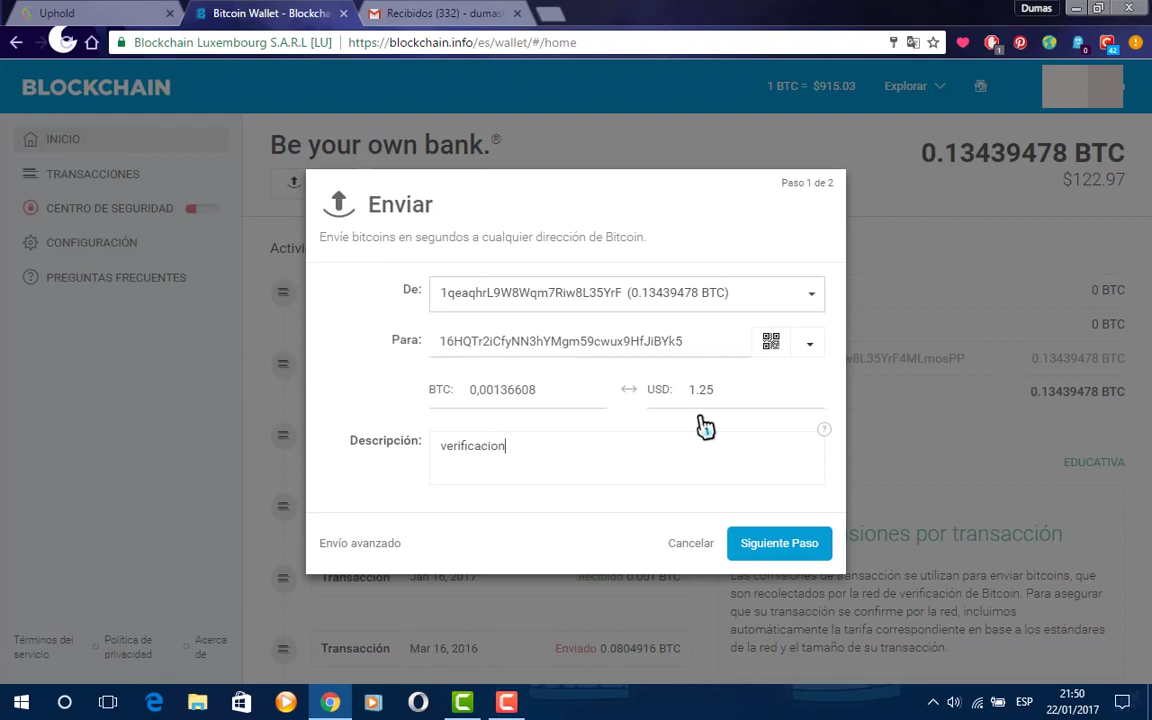 Uphold
Bitcoin Wallet - Blockcha
Recibidos (332) - dumas
Dumas
Blockchain Luxembourg S.A.R.L [LU]
https://blockchain.info/es/wallet/#/home
1
0
42
BLOCKCHAIN
1 BTC = $915.03
Explorar
INICIO
TRANSACCIONES
CENTRO DE SEGURIDAD
CONFIGURACIÓN
PREGUNTAS FRECUENTES
Be your own bank.®
0.13439478 BTC
$122.97
Paso 1 de 2
Enviar
Envíe bitcoins en segundos a cualquier dirección de Bitcoin.
Activi
De:
1qeaqhrL9W8Wqm7Riw8L35YrF (0.13439478 BTC)
0 BTC
Para:
16HQTr2iCfyNN3hYMgm59cwux9HfJiBYk5
0 BTC
8L35YrF4MLmosPP
0.13439478 BTC
BTC: 0,00136608
USD: 1.25
0.13439478 BTC
Descripción:
verificacion
?
EDUCATIVA
Envío avanzado
Cancelar
Siguiente Paso
siones por transacción
Transacción
Jan 16, 2017
Recibido 0.001 BTC
Las comisiones de transacción se utilizan para enviar bitcoins, que
son recolectados por la red de verificación de Bitcoin. Para asegurar
que su transacción se confirme por la red, incluimos
automáticamente la tarifa correspondiente en base a los estándares
de la red y el tamaño de su transacción.
Transacción
Mar 16, 2016
Enviado 0.0804916 BTC
Términos del
servicio
Política de
privacidad
Acerca
de
ESP
21:50
22/01/2017